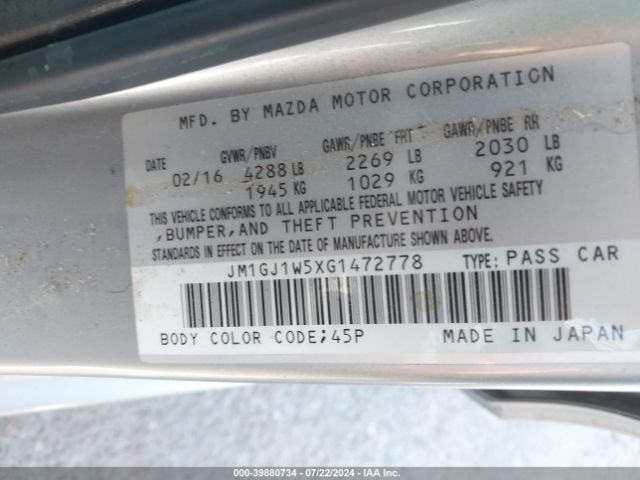 MFD. BY MAZDA MOTOR CORPORATION
DATE GVWR/PNBV GAWR/PNBE FRT GAWR/PNBE RR
02/16 4288 LB 2269 LB 2030 LB
1945 KG 1029 KG 921 KG
THIS VEHICLE CONFORMS TO ALL APPLICABLE FEDERAL MOTOR VEHICLE SAFETY
,BUMPER,AND THEFT PREVENTION
STANDARDS IN EFFECT ON THE DATE OF MANUFACTURE SHOWN ABOVE.
JM1GJ1W5XG1472778 TYPE: PASS CAR
BODY COLOR CODE;45P MADE IN JAPAN
000-39880734 - 07/22/2024 - IAA Inc.